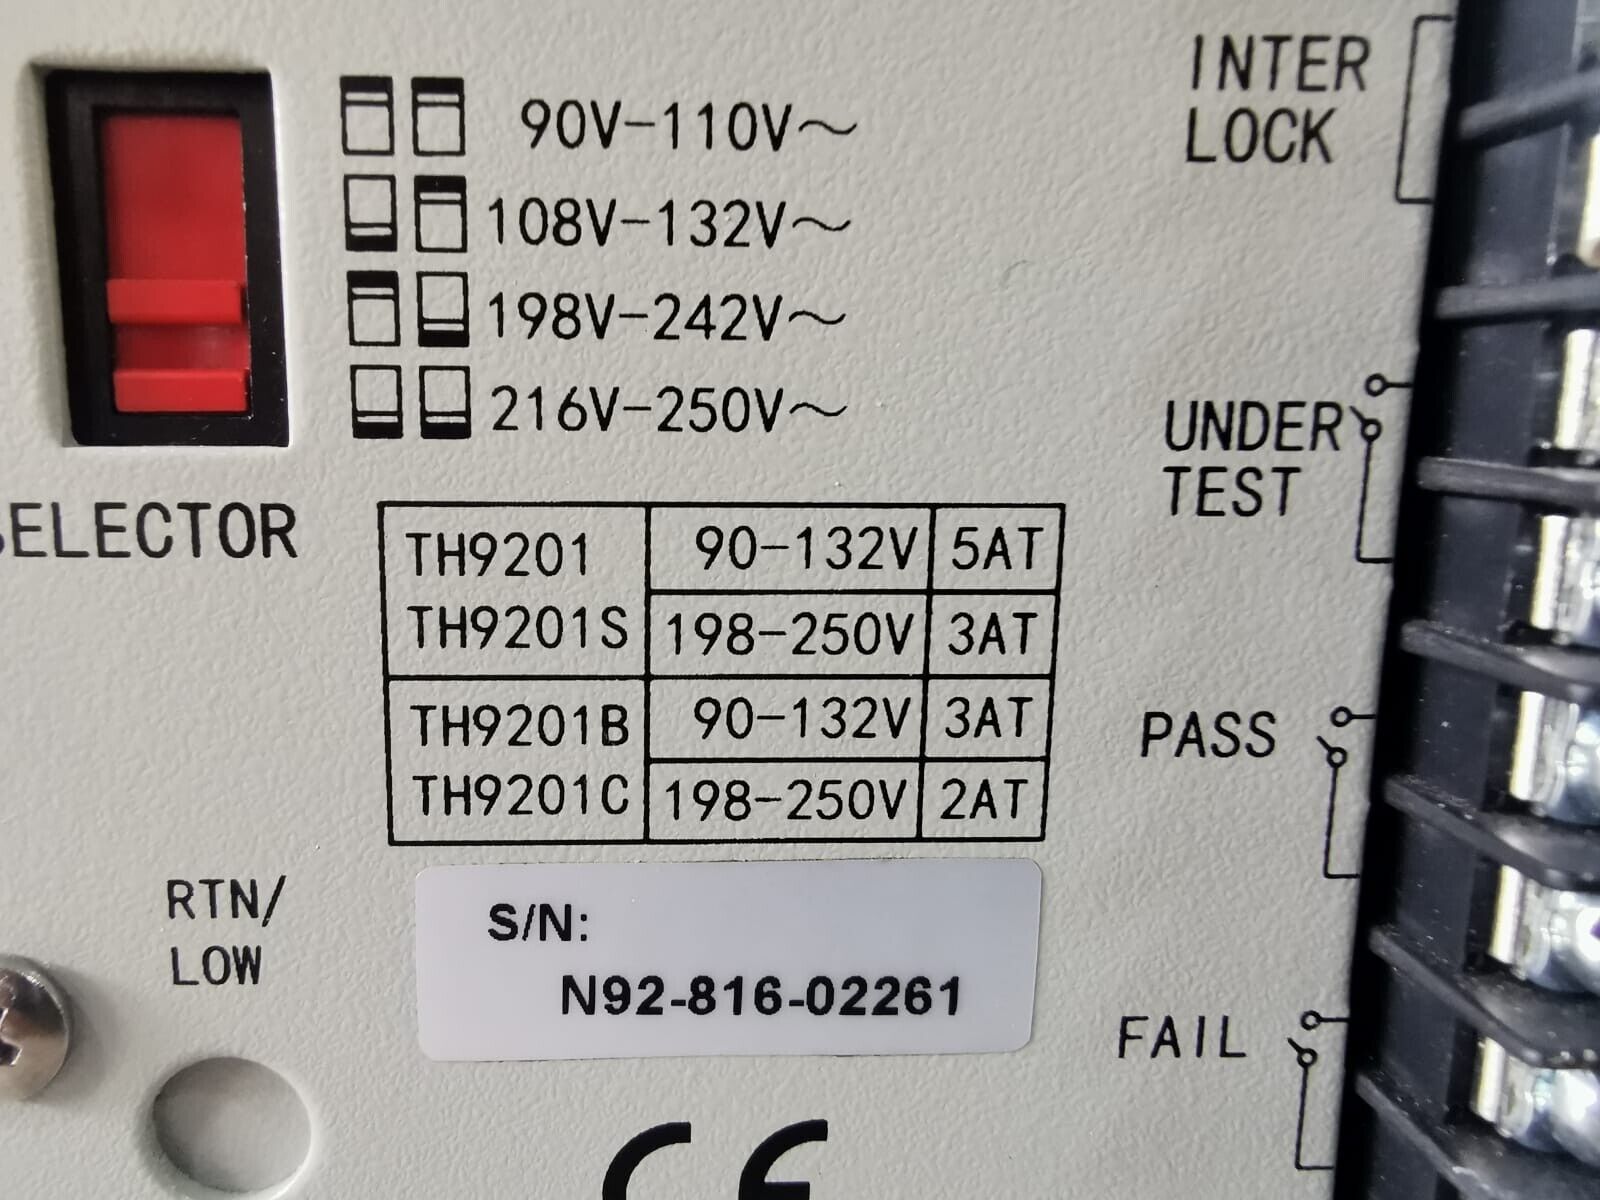 90V-110V~
108V-132V~
198V-242V~
216V-250V~
SELECTOR
TH9201 90-132V 5AT
TH9201S 198-250V 3AT
TH9201B 90-132V 3AT
TH9201C 198-250V 2AT
RTN/
LOW
S/N:
N92-816-02261
CE
INTER
LOCK
UNDER
TEST
PASS
FAIL